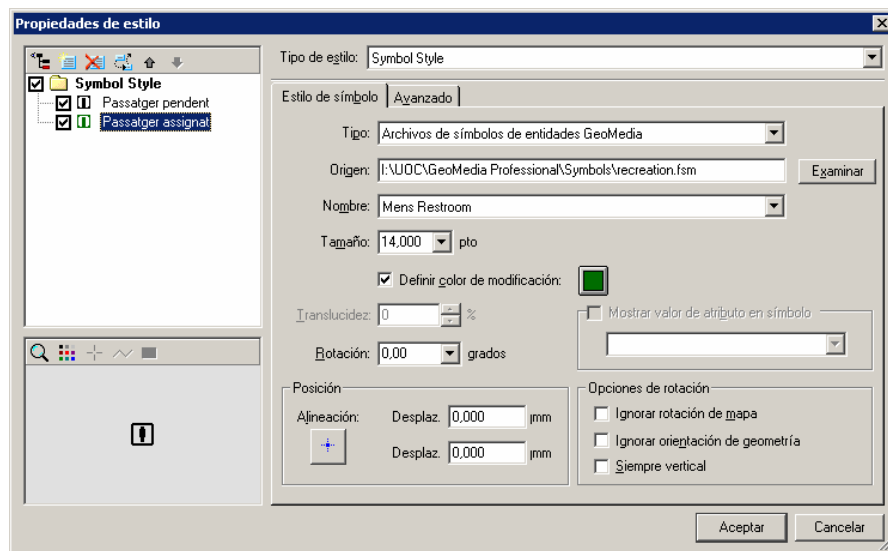 Propiedades de estilo
Symbol Style
Passatger pendent
Passatger assignat
Tipo de estilo: Symbol Style
Estilo de símbolo Avanzado
Tipo: Archivos de símbolos de entidades GeoMedia
Origen: I:\UOC\GeoMedia Professional\Symbols\recreation.fsm Examinar
Nombre: Mens Restroom
Tamaño: 14,000 pto
Definir color de modificación:
Translucidez: 0 %
Mostrar valor de atributo en símbolo
Rotación: 0,00 grados
Posición
Alineación: Desplaz. 0,000 mm
Desplaz. 0,000 mm
Opciones de rotación
Ignorar rotación de mapa
Ignorar orientación de geometría
Siempre vertical
Aceptar Cancelar